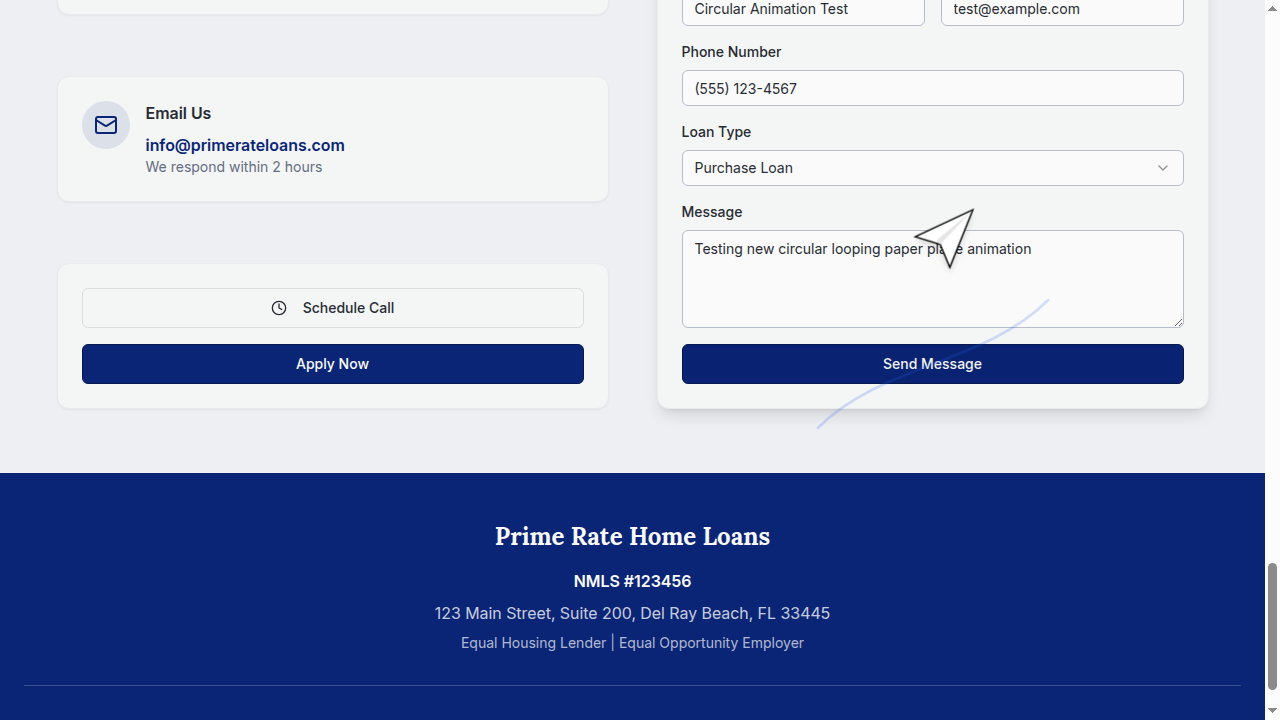 Circular Animation Test
test@example.com
Phone Number
(555) 123-4567
Loan Type
Purchase Loan
Message
Testing new circular looping paper plane animation
Send Message
Email Us
info@primerateloans.com
We respond within 2 hours
Schedule Call
Apply Now
Prime Rate Home Loans
NMLS #123456
123 Main Street, Suite 200, Del Ray Beach, FL 33445
Equal Housing Lender | Equal Opportunity Employer